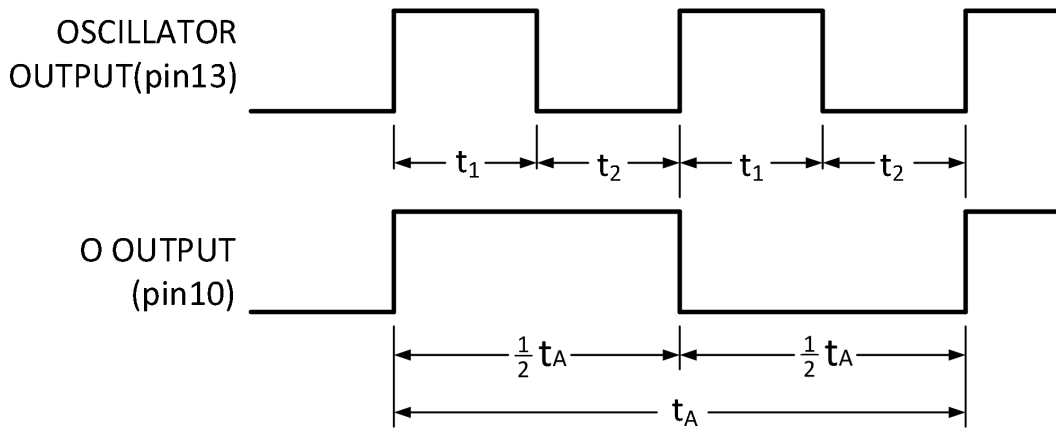 OSCILLATOR
OUTPUT(pin13)
t₁ t₂ t₁ t₂
O OUTPUT
(pin10)
½ tA ½ tA
tA